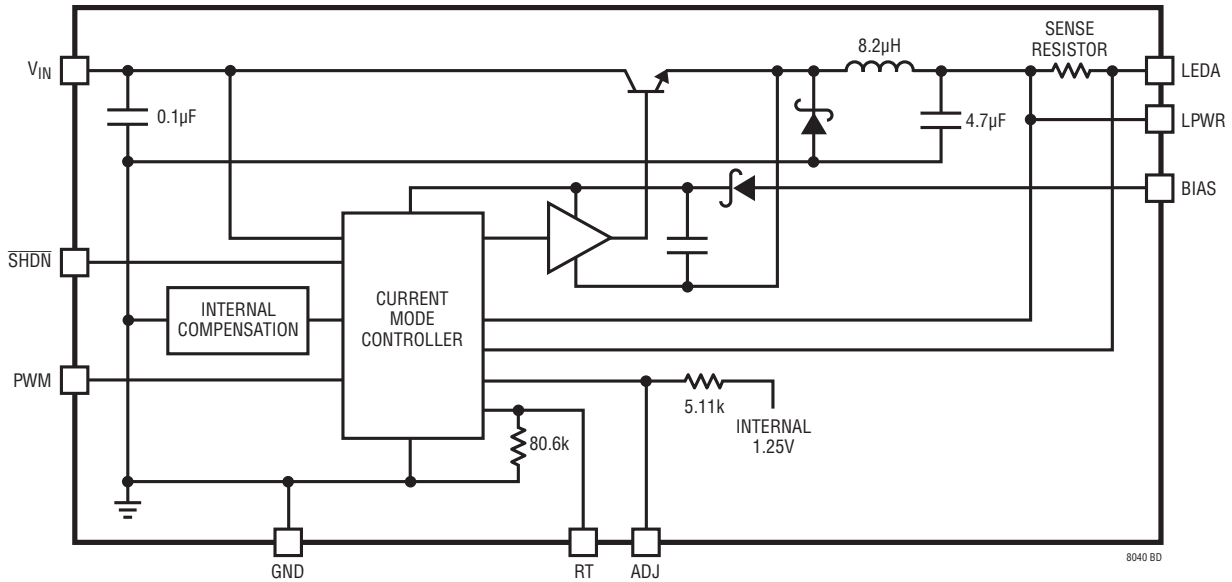 SENSE
RESISTOR
8.2µH
VIN
LEDA
0.1µF
4.7µF
LPWR
BIAS
SHDN
INTERNAL
COMPENSATION
CURRENT
MODE
CONTROLLER
PWM
5.11k
INTERNAL
1.25V
80.6k
GND
RT
ADJ
8040 BD